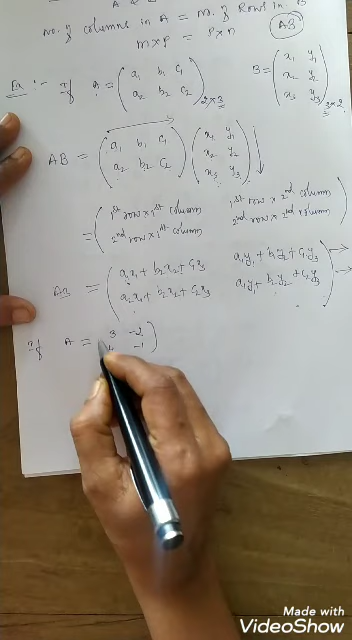 No. of columns in A = No. of Rows in B
m×p = p×n
AB
Ex :- If A = ( a₁ b₁ c₁ B = ( x₁ y₁
a₂ b₂ c₂ )2×3 x₂ y₂
x₃ y₃ )3×2
AB = ( a₁ b₁ c₁ ) ( x₁ y₁
a₂ b₂ c₂ x₂ y₂
x₃ y₃ )
= ( 1st row × 1st column 1st row × 2nd column
2nd row × 1st column 2nd row × 2nd column )
AB = ( a₁x₁ + b₁x₂ + c₁x₃ a₁y₁ + b₁y₂ + c₁y₃
a₂x₁ + b₂x₂ + c₂x₃ a₂y₁ + b₂y₂ + c₂y₃ )
If A = 3 -2
4 -1 )
Made with
VideoShow